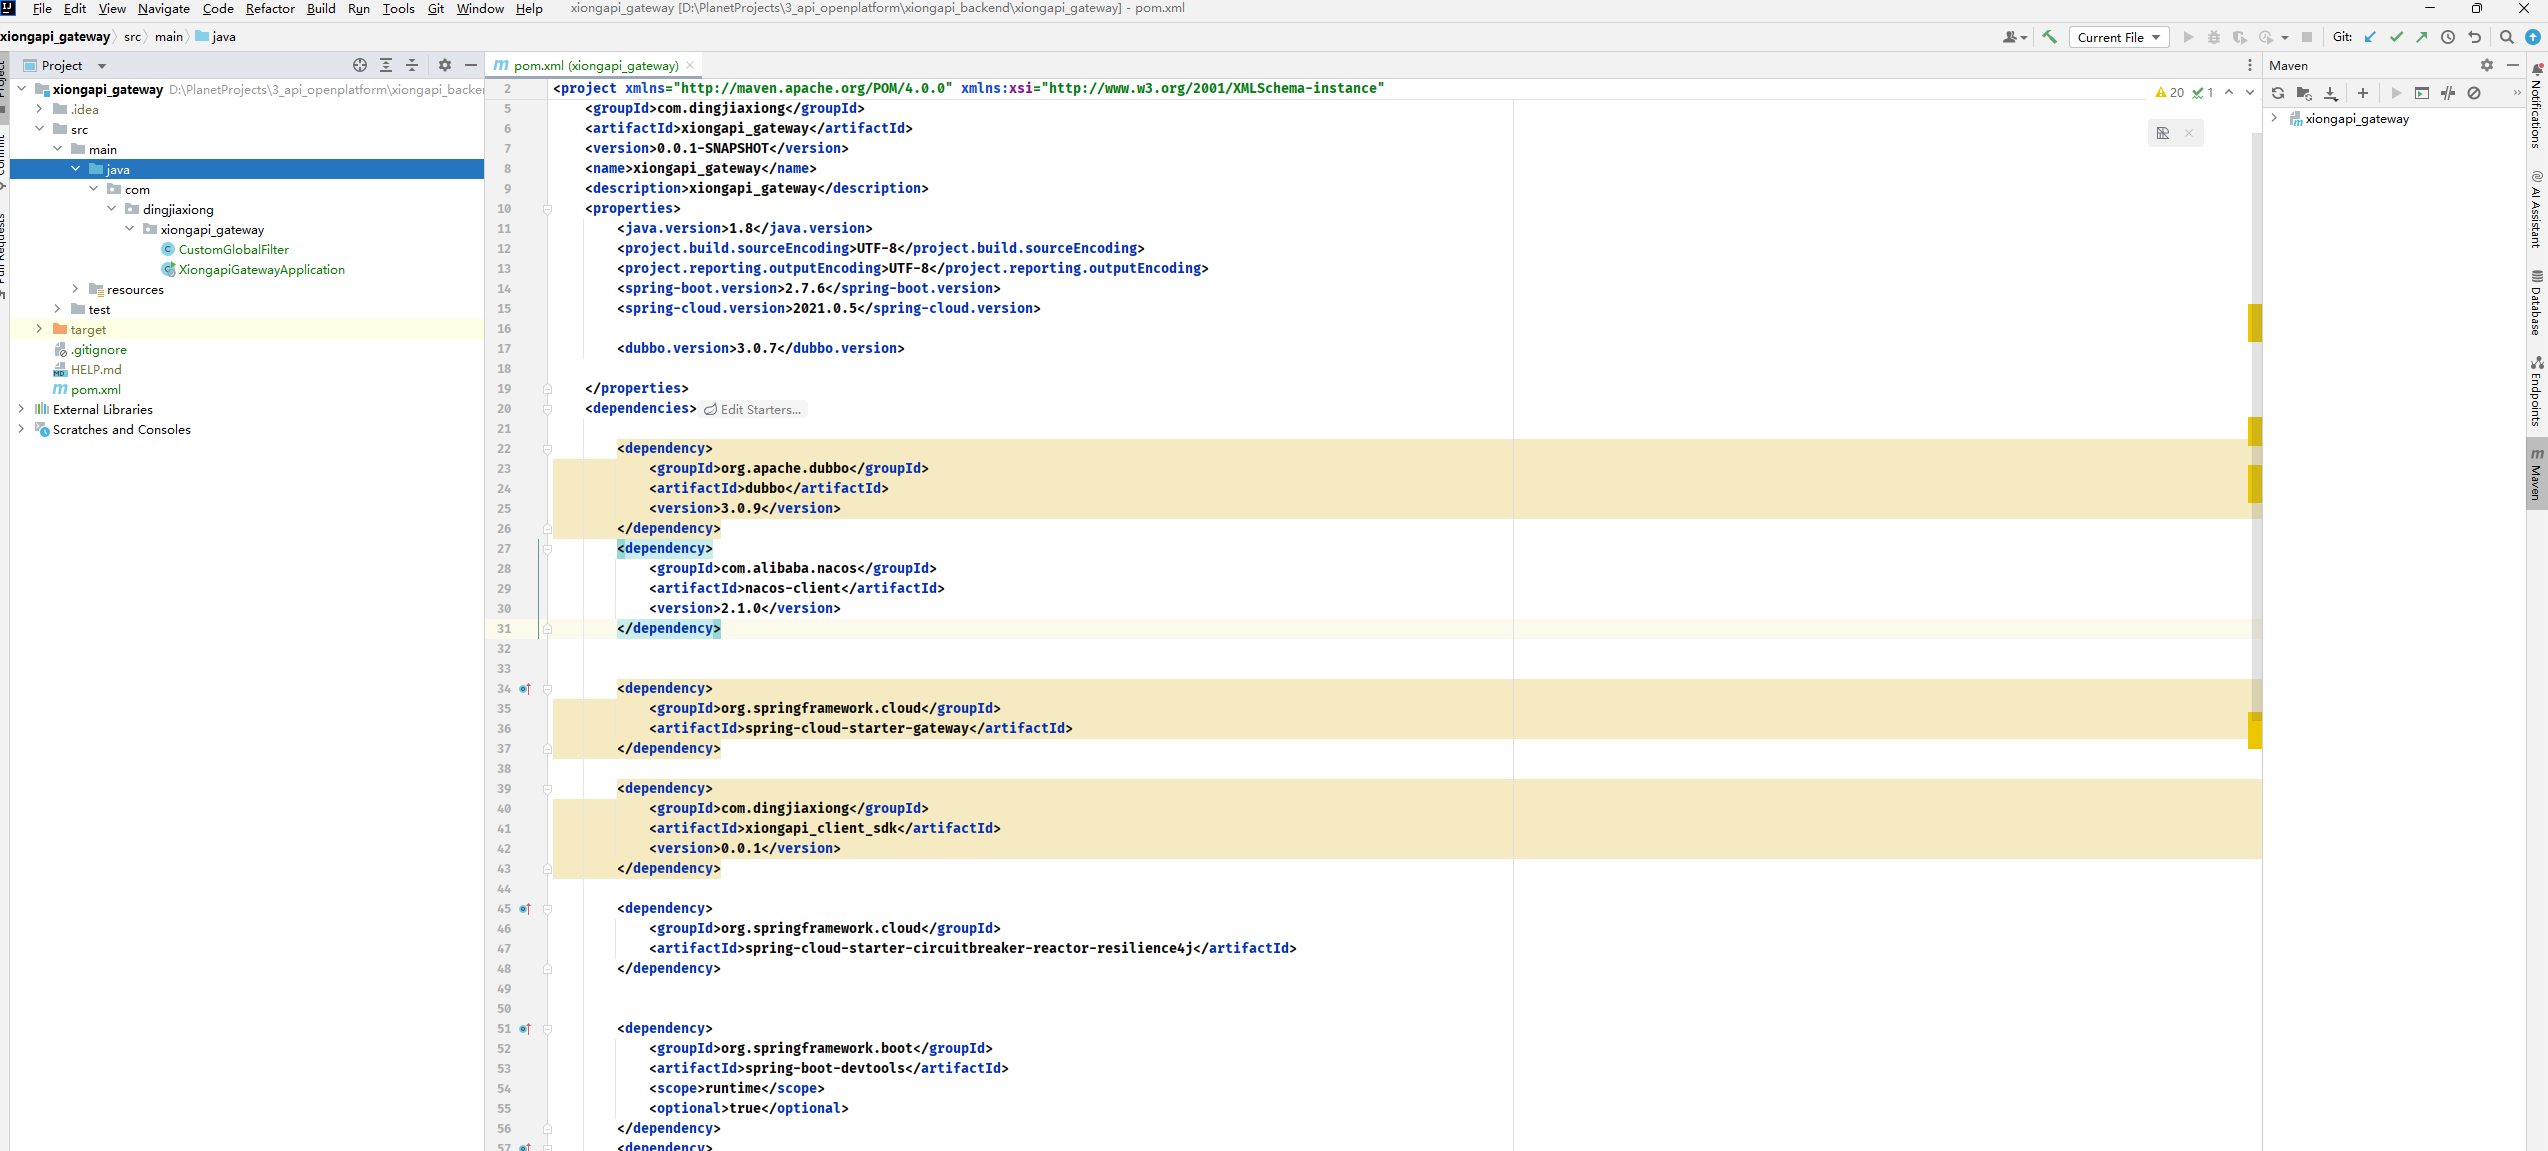 File Edit View Navigate Code Refactor Build Run Tools Git Window Help xiongapi_gateway [D:\PlanetProjects\3_api_openplatform\xiongapi_backend\xiongapi_gateway] - pom.xml
xiongapi_gateway src main java Current File Git:
Project
pom.xml (xiongapi_gateway)
Maven
xiongapi_gateway D:\PlanetProjects\3_api_openplatform\xiongapi_backe
.idea
src
main
java
com
dingjiaxiong
xiongapi_gateway
CustomGlobalFilter
XiongapiGatewayApplication
resources
test
target
.gitignore
HELP.md
pom.xml
External Libraries
Scratches and Consoles
2 <project xmlns="http://maven.apache.org/POM/4.0.0" xmlns:xsi="http://www.w3.org/2001/XMLSchema-instance"
20 1
5 <groupId>com.dingjiaxiong</groupId>
6 <artifactId>xiongapi_gateway</artifactId>
7 <version>0.0.1-SNAPSHOT</version>
8 <name>xiongapi_gateway</name>
9 <description>xiongapi_gateway</description>
10 <properties>
11 <java.version>1.8</java.version>
12 <project.build.sourceEncoding>UTF-8</project.build.sourceEncoding>
13 <project.reporting.outputEncoding>UTF-8</project.reporting.outputEncoding>
14 <spring-boot.version>2.7.6</spring-boot.version>
15 <spring-cloud.version>2021.0.5</spring-cloud.version>
16
17 <dubbo.version>3.0.7</dubbo.version>
18
19 </properties>
20 <dependencies> Edit Starters...
21
22 <dependency>
23 <groupId>org.apache.dubbo</groupId>
24 <artifactId>dubbo</artifactId>
25 <version>3.0.9</version>
26 </dependency>
27 <dependency>
28 <groupId>com.alibaba.nacos</groupId>
29 <artifactId>nacos-client</artifactId>
30 <version>2.1.0</version>
31 </dependency>
32
33
34 <dependency>
35 <groupId>org.springframework.cloud</groupId>
36 <artifactId>spring-cloud-starter-gateway</artifactId>
37 </dependency>
38
39 <dependency>
40 <groupId>com.dingjiaxiong</groupId>
41 <artifactId>xiongapi_client_sdk</artifactId>
42 <version>0.0.1</version>
43 </dependency>
44
45 <dependency>
46 <groupId>org.springframework.cloud</groupId>
47 <artifactId>spring-cloud-starter-circuitbreaker-reactor-resilience4j</artifactId>
48 </dependency>
49
50
51 <dependency>
52 <groupId>org.springframework.boot</groupId>
53 <artifactId>spring-boot-devtools</artifactId>
54 <scope>runtime</scope>
55 <optional>true</optional>
56 </dependency>
57 <dependency>
xiongapi_gateway
Notifications
AI Assistant
Database
Endpoints
Maven